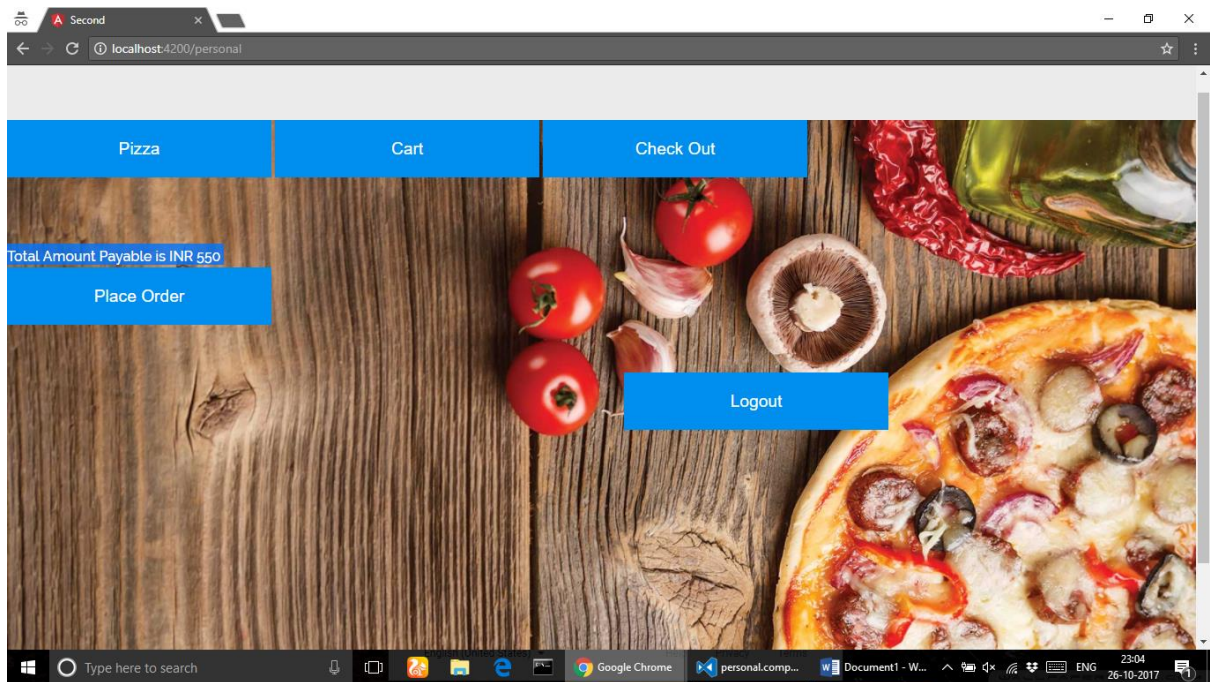 Second
localhost:4200/personal
Pizza
Cart
Check Out
Total Amount Payable is INR 550
Place Order
Logout
Type here to search
Google Chrome
personal.comp...
Document1 - W...
ENG
23:04
26-10-2017
1